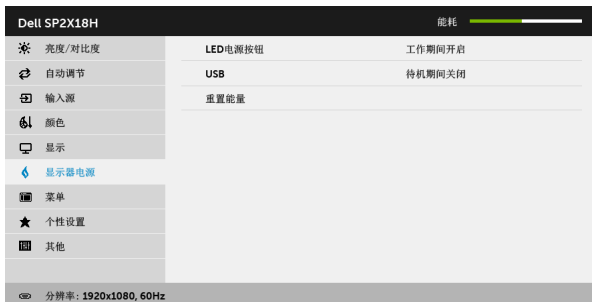 Dell SP2X18H 能耗
亮度/对比度 LED电源按钮 工作期间开启
自动调节 USB 待机期间关闭
输入源 重置能量
颜色
显示
显示器电源
菜单
个性设置
其他
分辨率: 1920x1080, 60Hz